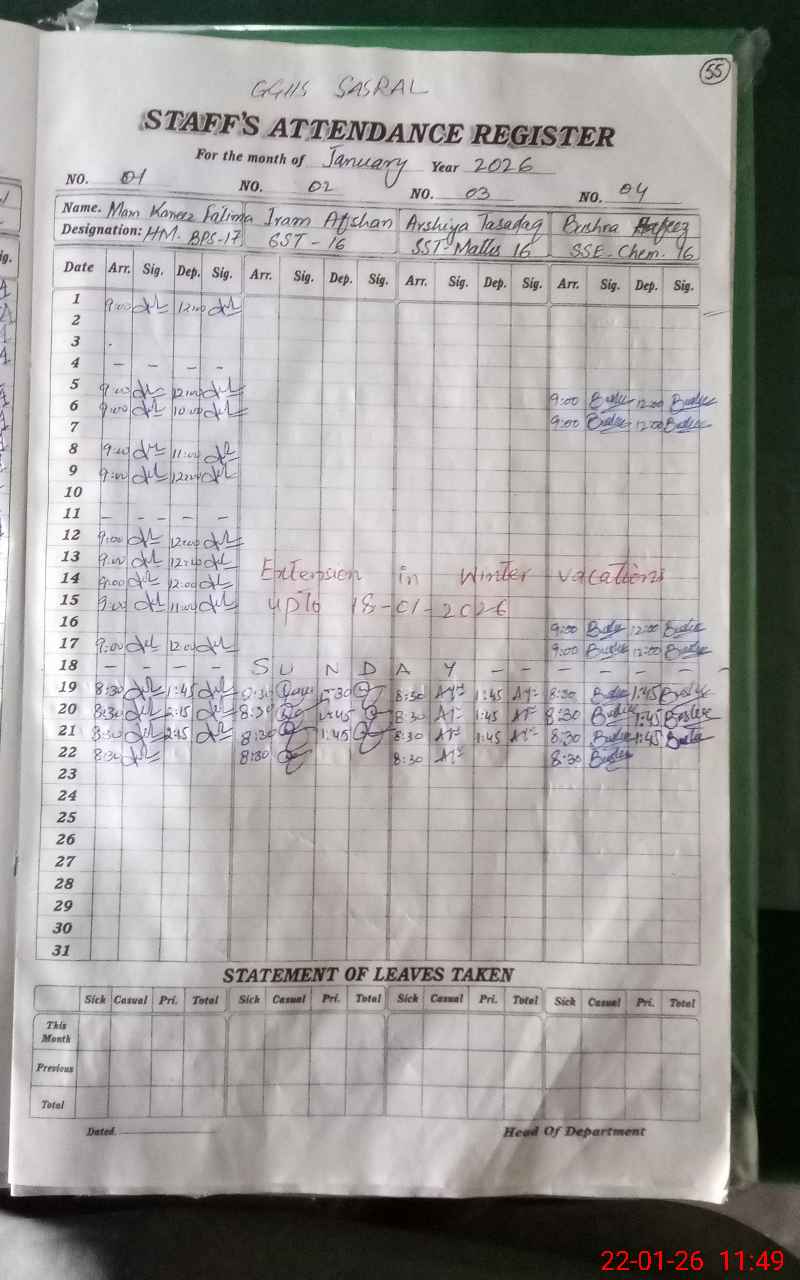 55
GGHS SASRAL
STAFF'S ATTENDANCE REGISTER
For the month of January Year 2026
NO. 01 NO. 02 NO. 03 NO. 04
Name. Mam Kaneez Fatima Iram Afshan Arshiya Tasadaq Bushra Hafeez
Designation: HM. BPS-17 EST - 16 SST Maths 16 SSE. Chem. 16
Date Arr. Sig. Dep. Sig. Arr. Sig. Dep. Sig. Arr. Sig. Dep. Sig. Arr. Sig. Dep. Sig.
1 9:00 12:00
2
3
4 - - - -
5 9:00 12:00
6 9:00 10:00 9:00 12:00
7 9:00 12:00
8 9:00 11:00
9 9:00 12:00
10
11 - - - -
12 9:00 12:00
13 9:00 12:00
14 9:00 12:00 Extension in Winter vacations
15 9:00 11:00 upto 18-01-2026
16 9:00 12:00
17 9:00 12:00 9:00 12:00
18 - - - - S U N D A Y - - - - - -
19 8:30 1:45 8:30 8:30 1:45 8:30 1:45
20 8:30 2:15 8:30 1:45 8:30 1:45 8:30 1:45
21 8:30 2:15 8:30 1:45 8:30 1:45 8:30 1:45
22 8:30 8:30 8:30 8:30
23
24
25
26
27
28
29
30
31
STATEMENT OF LEAVES TAKEN
Sick Casual Pri. Total Sick Casual Pri. Total Sick Casual Pri. Total Sick Casual Pri. Total
This
Month
Previous
Total
Dated. Head Of Department
22-01-26 11:49